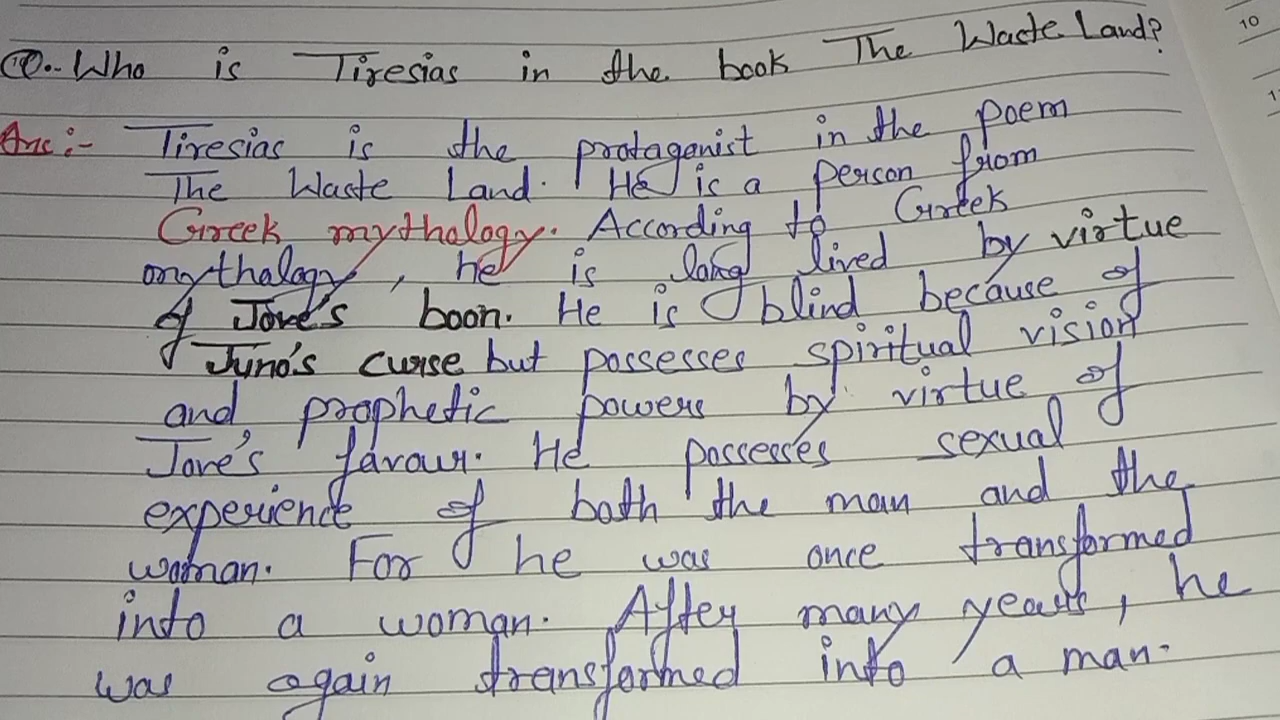 Q. Who is Tiresias in the book The Waste Land?
Ans:- Tiresias is the protagonist in the poem
The Waste Land. He is a person from
Greek mythology. According to Greek
mythology, he is long lived by virtue
of Jove's boon. He is blind because of
Juno's curse but possesses spiritual vision
and prophetic powers by virtue of
Jove's favour. He possesses sexual
experience of both the man and the
woman. For he was once transformed
into a woman. After many years, he
was again transformed into a man.
10